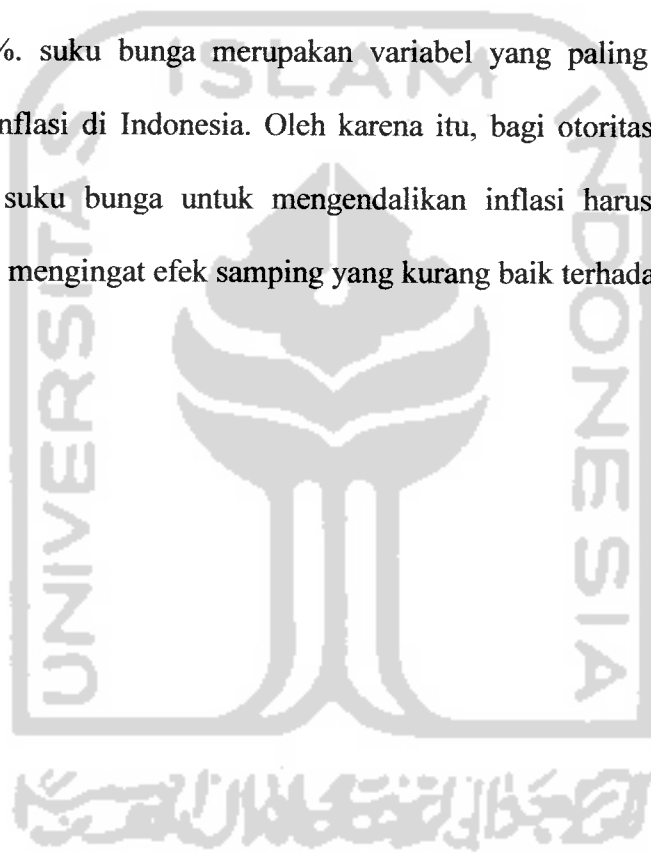 %. suku bunga merupakan variabel yang paling
nflasi di Indonesia. Oleh karena itu, bagi otoritas
suku bunga untuk mengendalikan inflasi harus
mengingat efek samping yang kurang baik terhada
ISLAM
UNIVERSITAS
INDONESIA